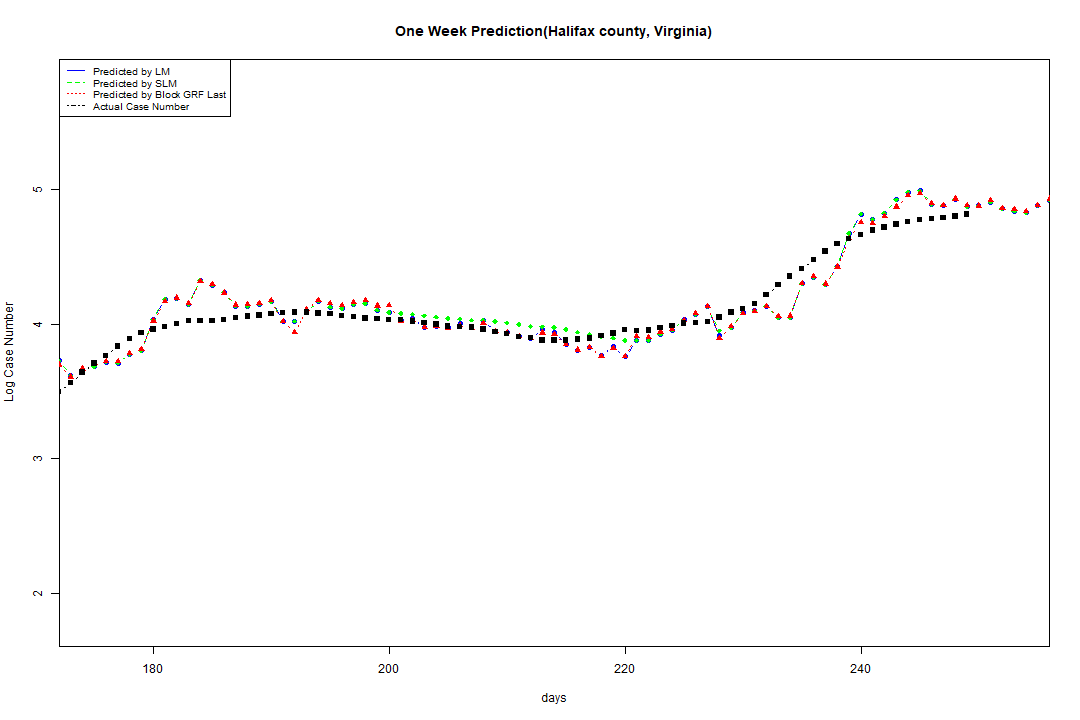 One Week Prediction(Halifax county, Virginia)
Predicted by LM
Predicted by SLM
Predicted by Block GRF Last
Actual Case Number
5
4
3
2
Log Case Number
180
200
220
240
days